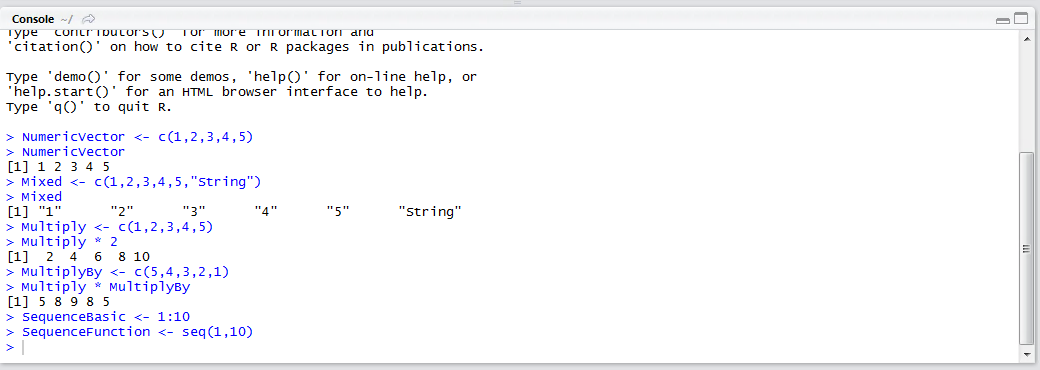 Console ~/
Type 'contributors()' for more information and
'citation()' on how to cite R or R packages in publications.
Type 'demo()' for some demos, 'help()' for on-line help, or
'help.start()' for an HTML browser interface to help.
Type 'q()' to quit R.
> NumericVector <- c(1,2,3,4,5)
> NumericVector
[1] 1 2 3 4 5
> Mixed <- c(1,2,3,4,5,"String")
> Mixed
[1] "1"      "2"      "3"      "4"      "5"      "String"
> Multiply <- c(1,2,3,4,5)
> Multiply * 2
[1]  2  4  6  8 10
> MultiplyBy <- c(5,4,3,2,1)
> Multiply * MultiplyBy
[1] 5 8 9 8 5
> SequenceBasic <- 1:10
> SequenceFunction <- seq(1,10)
>